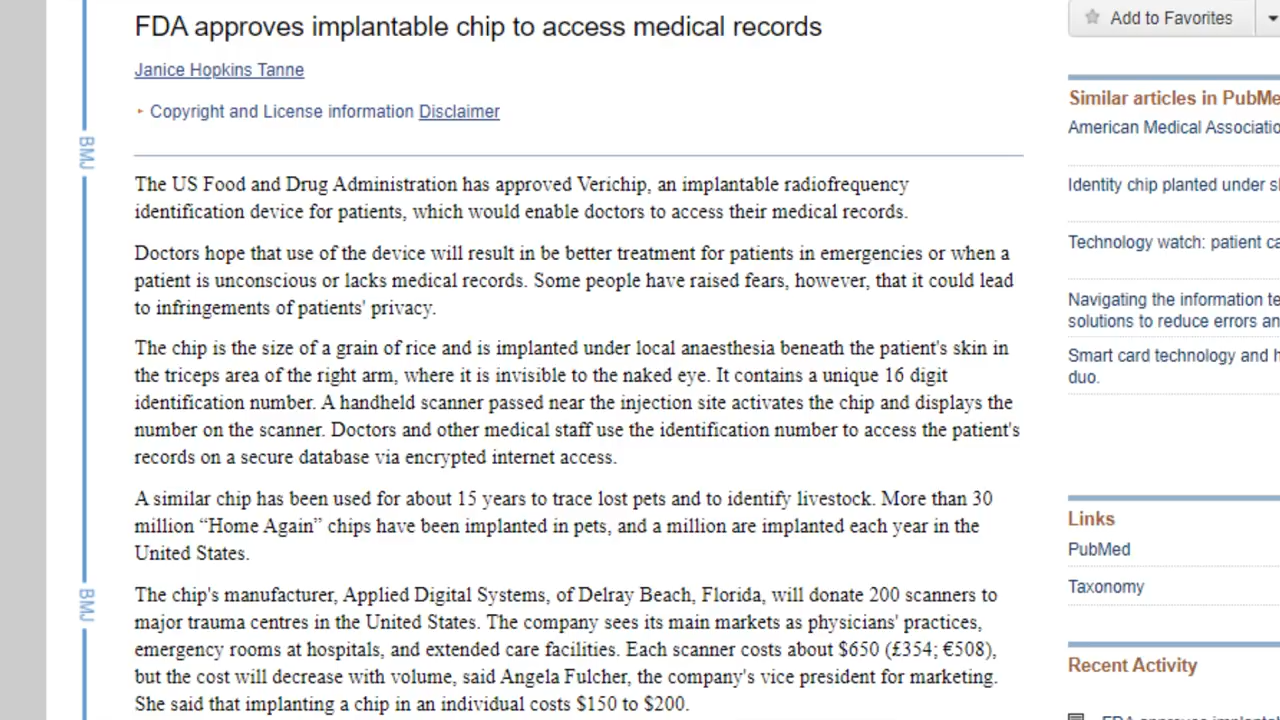 FDA approves implantable chip to access medical records
Janice Hopkins Tanne
Copyright and License information Disclaimer
BMJ
The US Food and Drug Administration has approved Verichip, an implantable radiofrequency
identification device for patients, which would enable doctors to access their medical records.
Doctors hope that use of the device will result in be better treatment for patients in emergencies or when a
patient is unconscious or lacks medical records. Some people have raised fears, however, that it could lead
to infringements of patients' privacy.
The chip is the size of a grain of rice and is implanted under local anaesthesia beneath the patient's skin in
the triceps area of the right arm, where it is invisible to the naked eye. It contains a unique 16 digit
identification number. A handheld scanner passed near the injection site activates the chip and displays the
number on the scanner. Doctors and other medical staff use the identification number to access the patient's
records on a secure database via encrypted internet access.
A similar chip has been used for about 15 years to trace lost pets and to identify livestock. More than 30
million “Home Again” chips have been implanted in pets, and a million are implanted each year in the
United States.
BMJ
The chip's manufacturer, Applied Digital Systems, of Delray Beach, Florida, will donate 200 scanners to
major trauma centres in the United States. The company sees its main markets as physicians' practices,
emergency rooms at hospitals, and extended care facilities. Each scanner costs about $650 (£354; €508),
but the cost will decrease with volume, said Angela Fulcher, the company's vice president for marketing.
She said that implanting a chip in an individual costs $150 to $200.
Add to Favorites
Similar articles in PubMe
American Medical Associatio
Identity chip planted under s
Technology watch: patient ca
Navigating the information te
solutions to reduce errors an
Smart card technology and h
duo.
Links
PubMed
Taxonomy
Recent Activity